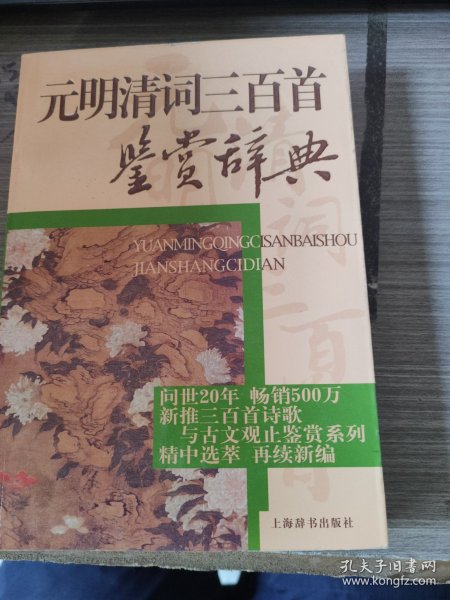 元明清词三百首
鉴赏辞典
YUANMINGQINGCISANBAISHOU
JIANSHANGCIDIAN
问世20年 畅销500万
新推三百首诗歌
与古文观止鉴赏系列
精中选萃 再续新编
上海辞书出版社
孔夫子旧书网
www.kongfz.com